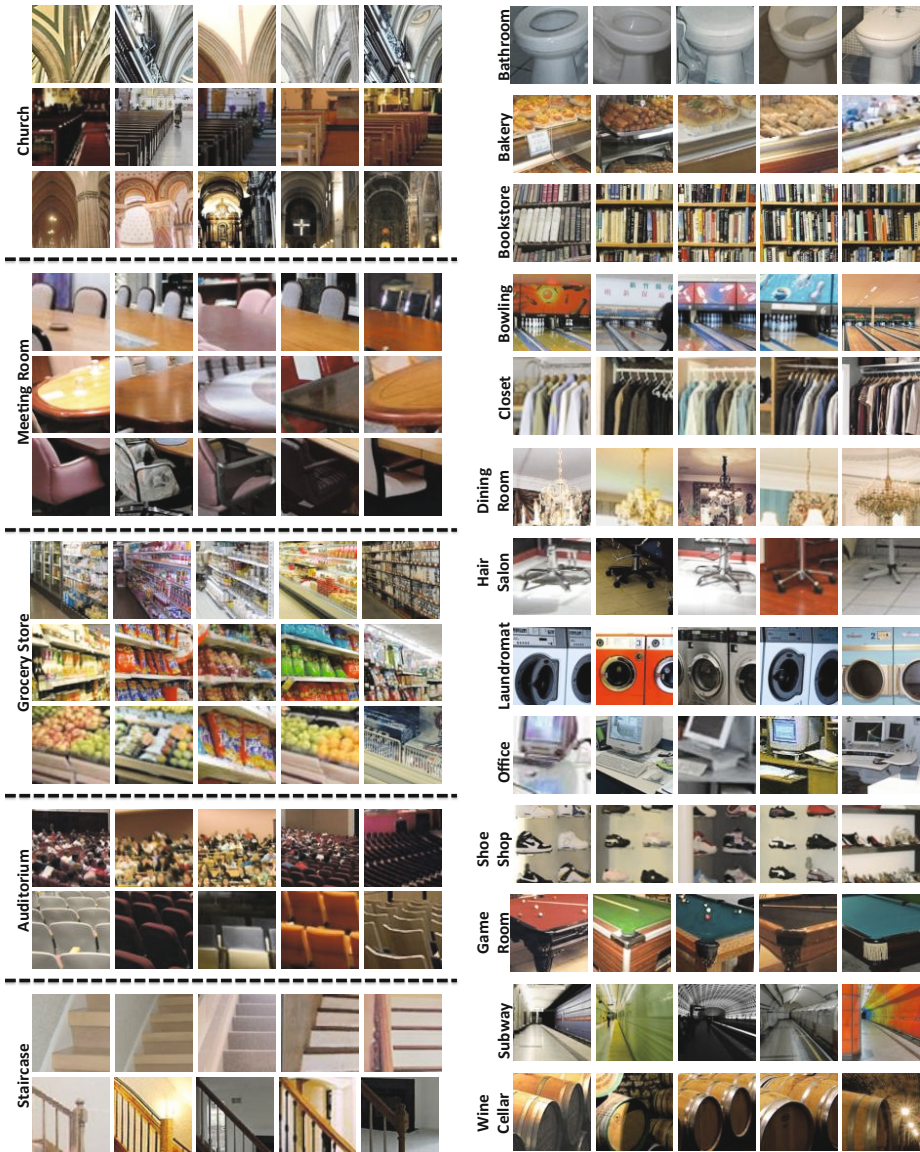 Church
Meeting Room
Grocery Store
Auditorium
Staircase
Bathroom
Bakery
Bookstore
Bowling
Closet
Dining
Room
Hair
Salon
Laundromat
Office
Shoe
Shop
Game
Room
Subway
Wine
Cellar